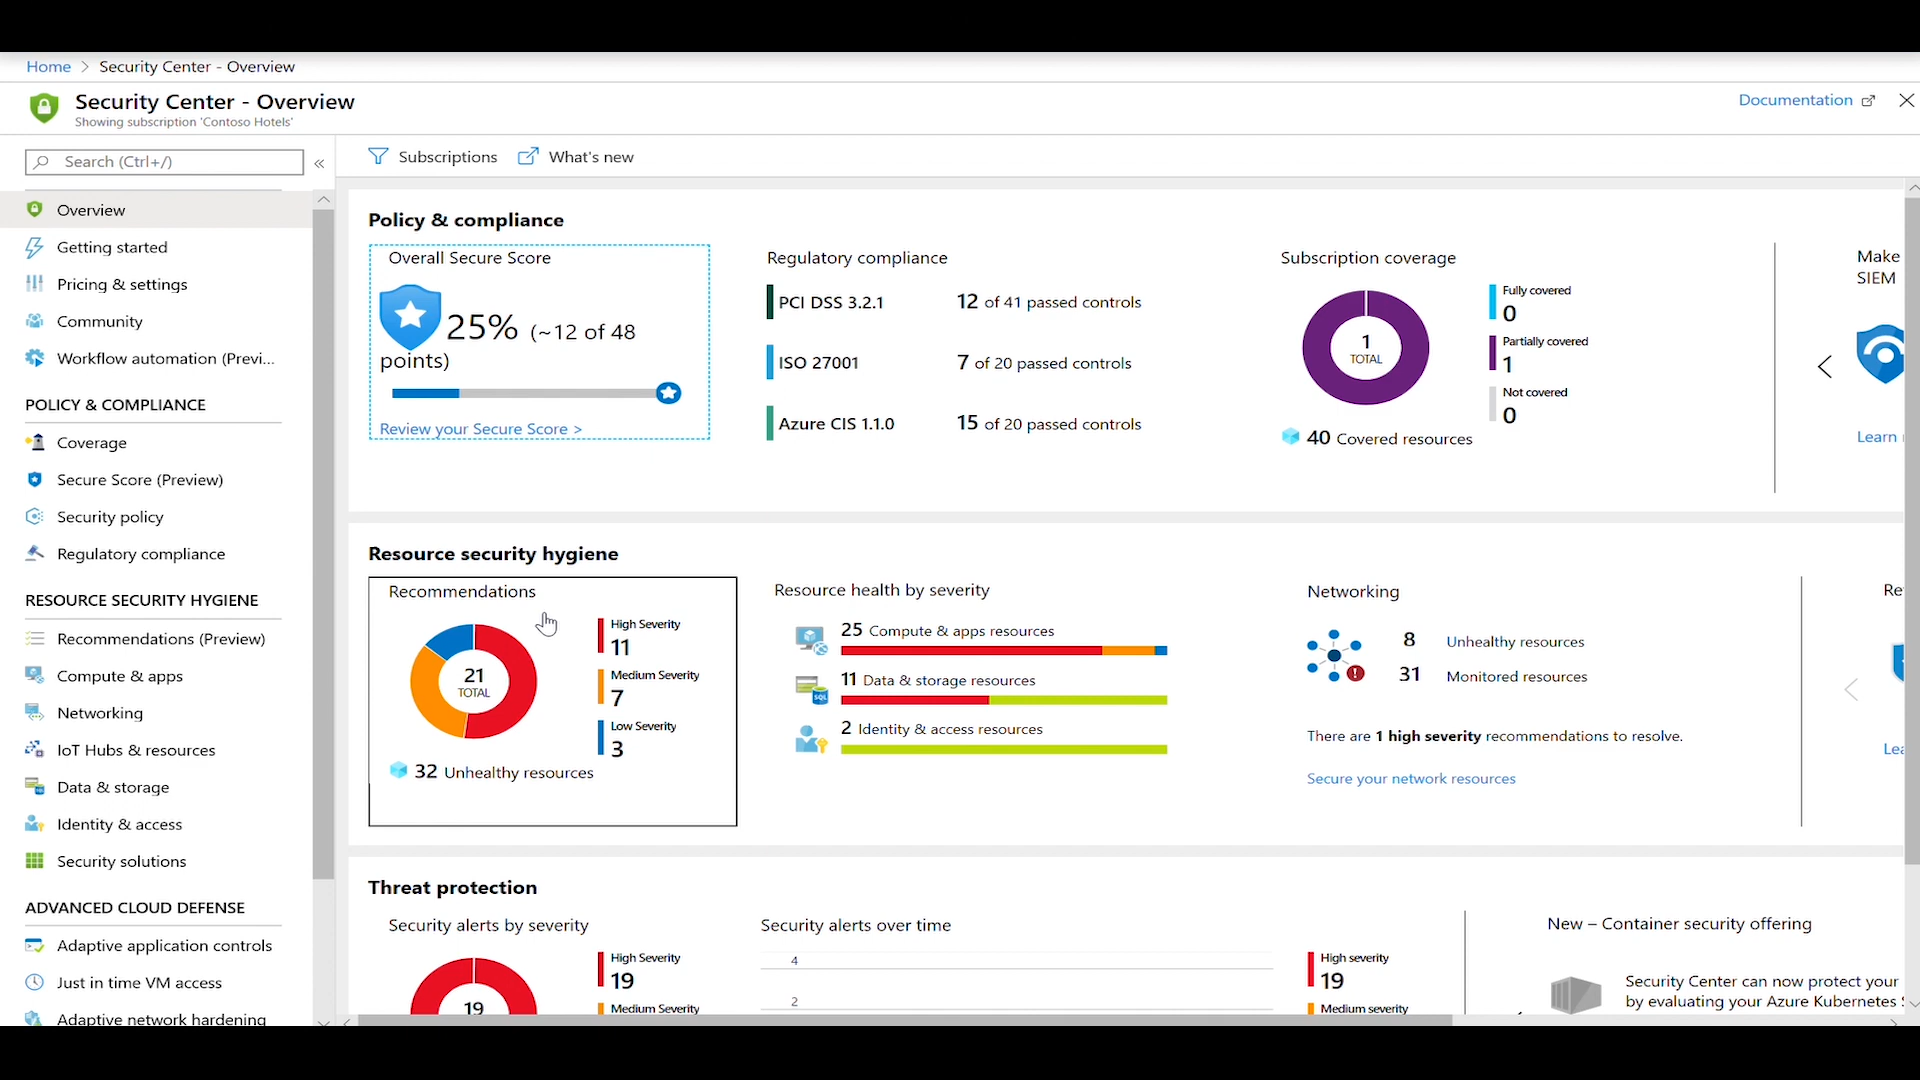 Home > Security Center - Overview
Security Center - Overview
Showing subscription 'Contoso Hotels'
Documentation
Search (Ctrl+/)
«
Overview
Getting started
Pricing & settings
Community
Workflow automation (Previ...
POLICY & COMPLIANCE
Coverage
Secure Score (Preview)
Security policy
Regulatory compliance
RESOURCE SECURITY HYGIENE
Recommendations (Preview)
Compute & apps
Networking
IoT Hubs & resources
Data & storage
Identity & access
Security solutions
ADVANCED CLOUD DEFENSE
Adaptive application controls
Just in time VM access
Adaptive network hardening
Subscriptions
What's new
Policy & compliance
Overall Secure Score
25% (~12 of 48
points)
Review your Secure Score >
Regulatory compliance
PCI DSS 3.2.1 12 of 41 passed controls
ISO 27001 7 of 20 passed controls
Azure CIS 1.1.0 15 of 20 passed controls
Subscription coverage
1
TOTAL
Fully covered
0
Partially covered
1
Not covered
0
40 Covered resources
Make
SIEM
Learn
Resource security hygiene
Recommendations
21
TOTAL
High Severity
11
Medium Severity
7
Low Severity
3
32 Unhealthy resources
Resource health by severity
25 Compute & apps resources
11 Data & storage resources
SQL
2 Identity & access resources
Networking
8 Unhealthy resources
31 Monitored resources
There are 1 high severity recommendations to resolve.
Secure your network resources
Re
Lea
Threat protection
Security alerts by severity
19
High Severity
19
Medium Severity
Security alerts over time
4
2
High severity
19
Medium severity
New – Container security offering
Security Center can now protect your
by evaluating your Azure Kubernetes